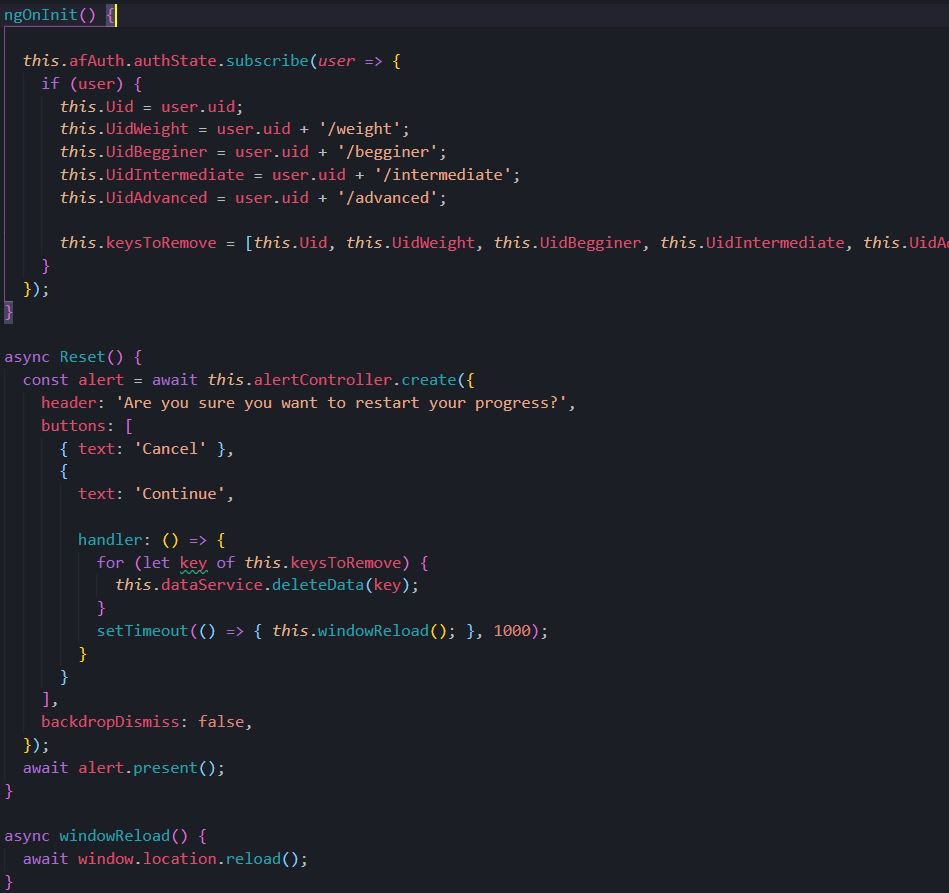 ngOnInit() {
this.afAuth.authState.subscribe(user => {
if (user) {
this.Uid = user.uid;
this.UidWeight = user.uid + '/weight';
this.UidBegginer = user.uid + '/begginer';
this.UidIntermediate = user.uid + '/intermediate';
this.UidAdvanced = user.uid + '/advanced';
this.keysToRemove = [this.Uid, this.UidWeight, this.UidBegginer, this.UidIntermediate, this.UidA
}
});
}
async Reset() {
const alert = await this.alertController.create({
header: 'Are you sure you want to restart your progress?',
buttons: [
{ text: 'Cancel' },
{
text: 'Continue',
handler: () => {
for (let key of this.keysToRemove) {
this.dataService.deleteData(key);
}
setTimeout(() => { this.windowReload(); }, 1000);
}
}
],
backdropDismiss: false,
});
await alert.present();
}
async windowReload() {
await window.location.reload();
}